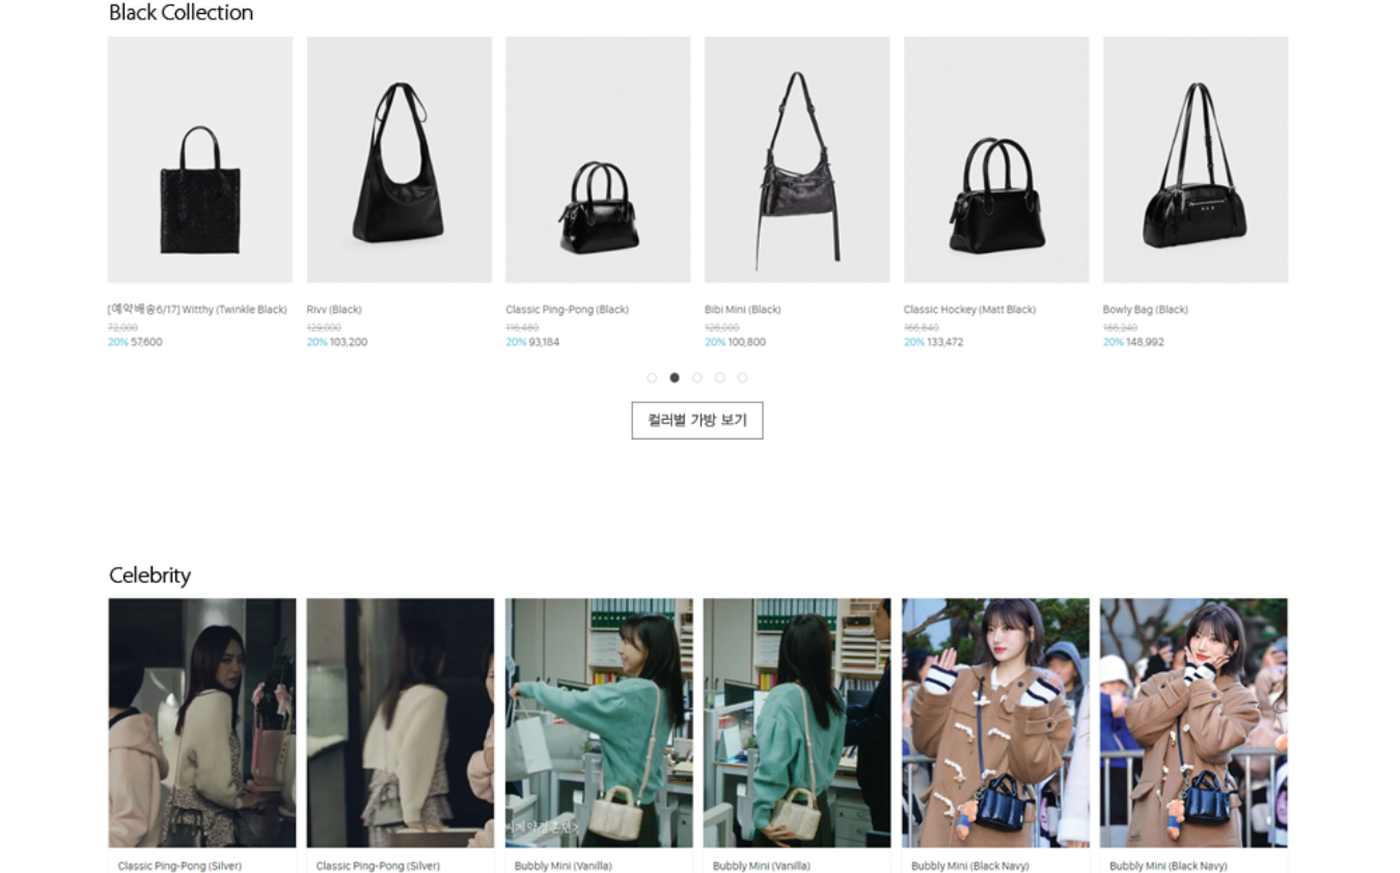 Black Collection
[예약배송6/17] Witthy (Twinkle Black)
72,000
20% 57,600
Rivv (Black)
129,000
20% 103,200
Classic Ping-Pong (Black)
116,480
20% 93,184
Bibi Mini (Black)
126,000
20% 100,800
Classic Hockey (Matt Black)
166,840
20% 133,472
Bowly Bag (Black)
186,240
20% 148,992
컬러별 가방 보기
Celebrity
Classic Ping-Pong (Silver)
Classic Ping-Pong (Silver)
Bubbly Mini (Vanilla)
Bubbly Mini (Vanilla)
Bubbly Mini (Black Navy)
Bubbly Mini (Black Navy)